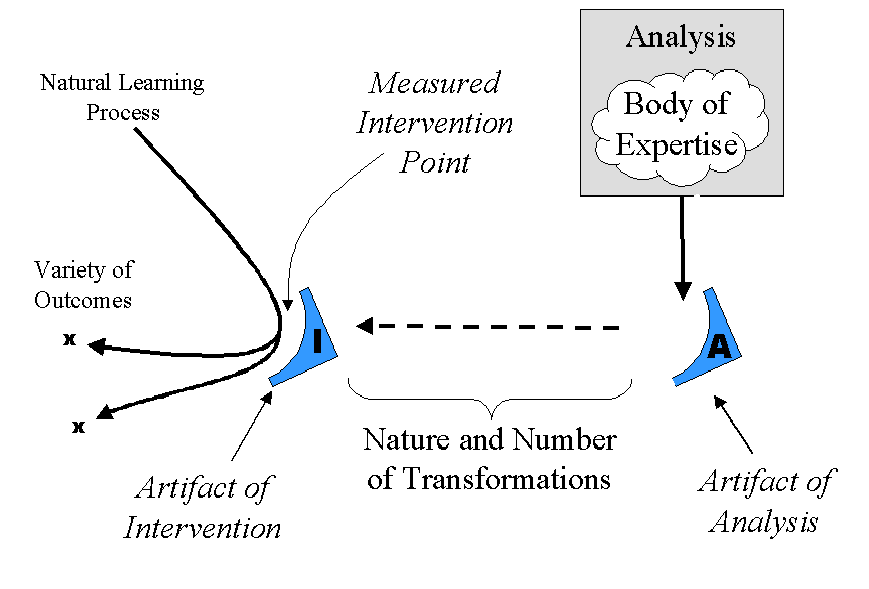 Natural Learning
Process
Measured
Intervention
Point
Analysis
Body of
Expertise
Variety of
Outcomes
x
x
I
A
Nature and Number
of Transformations
Artifact of
Intervention
Artifact of
Analysis